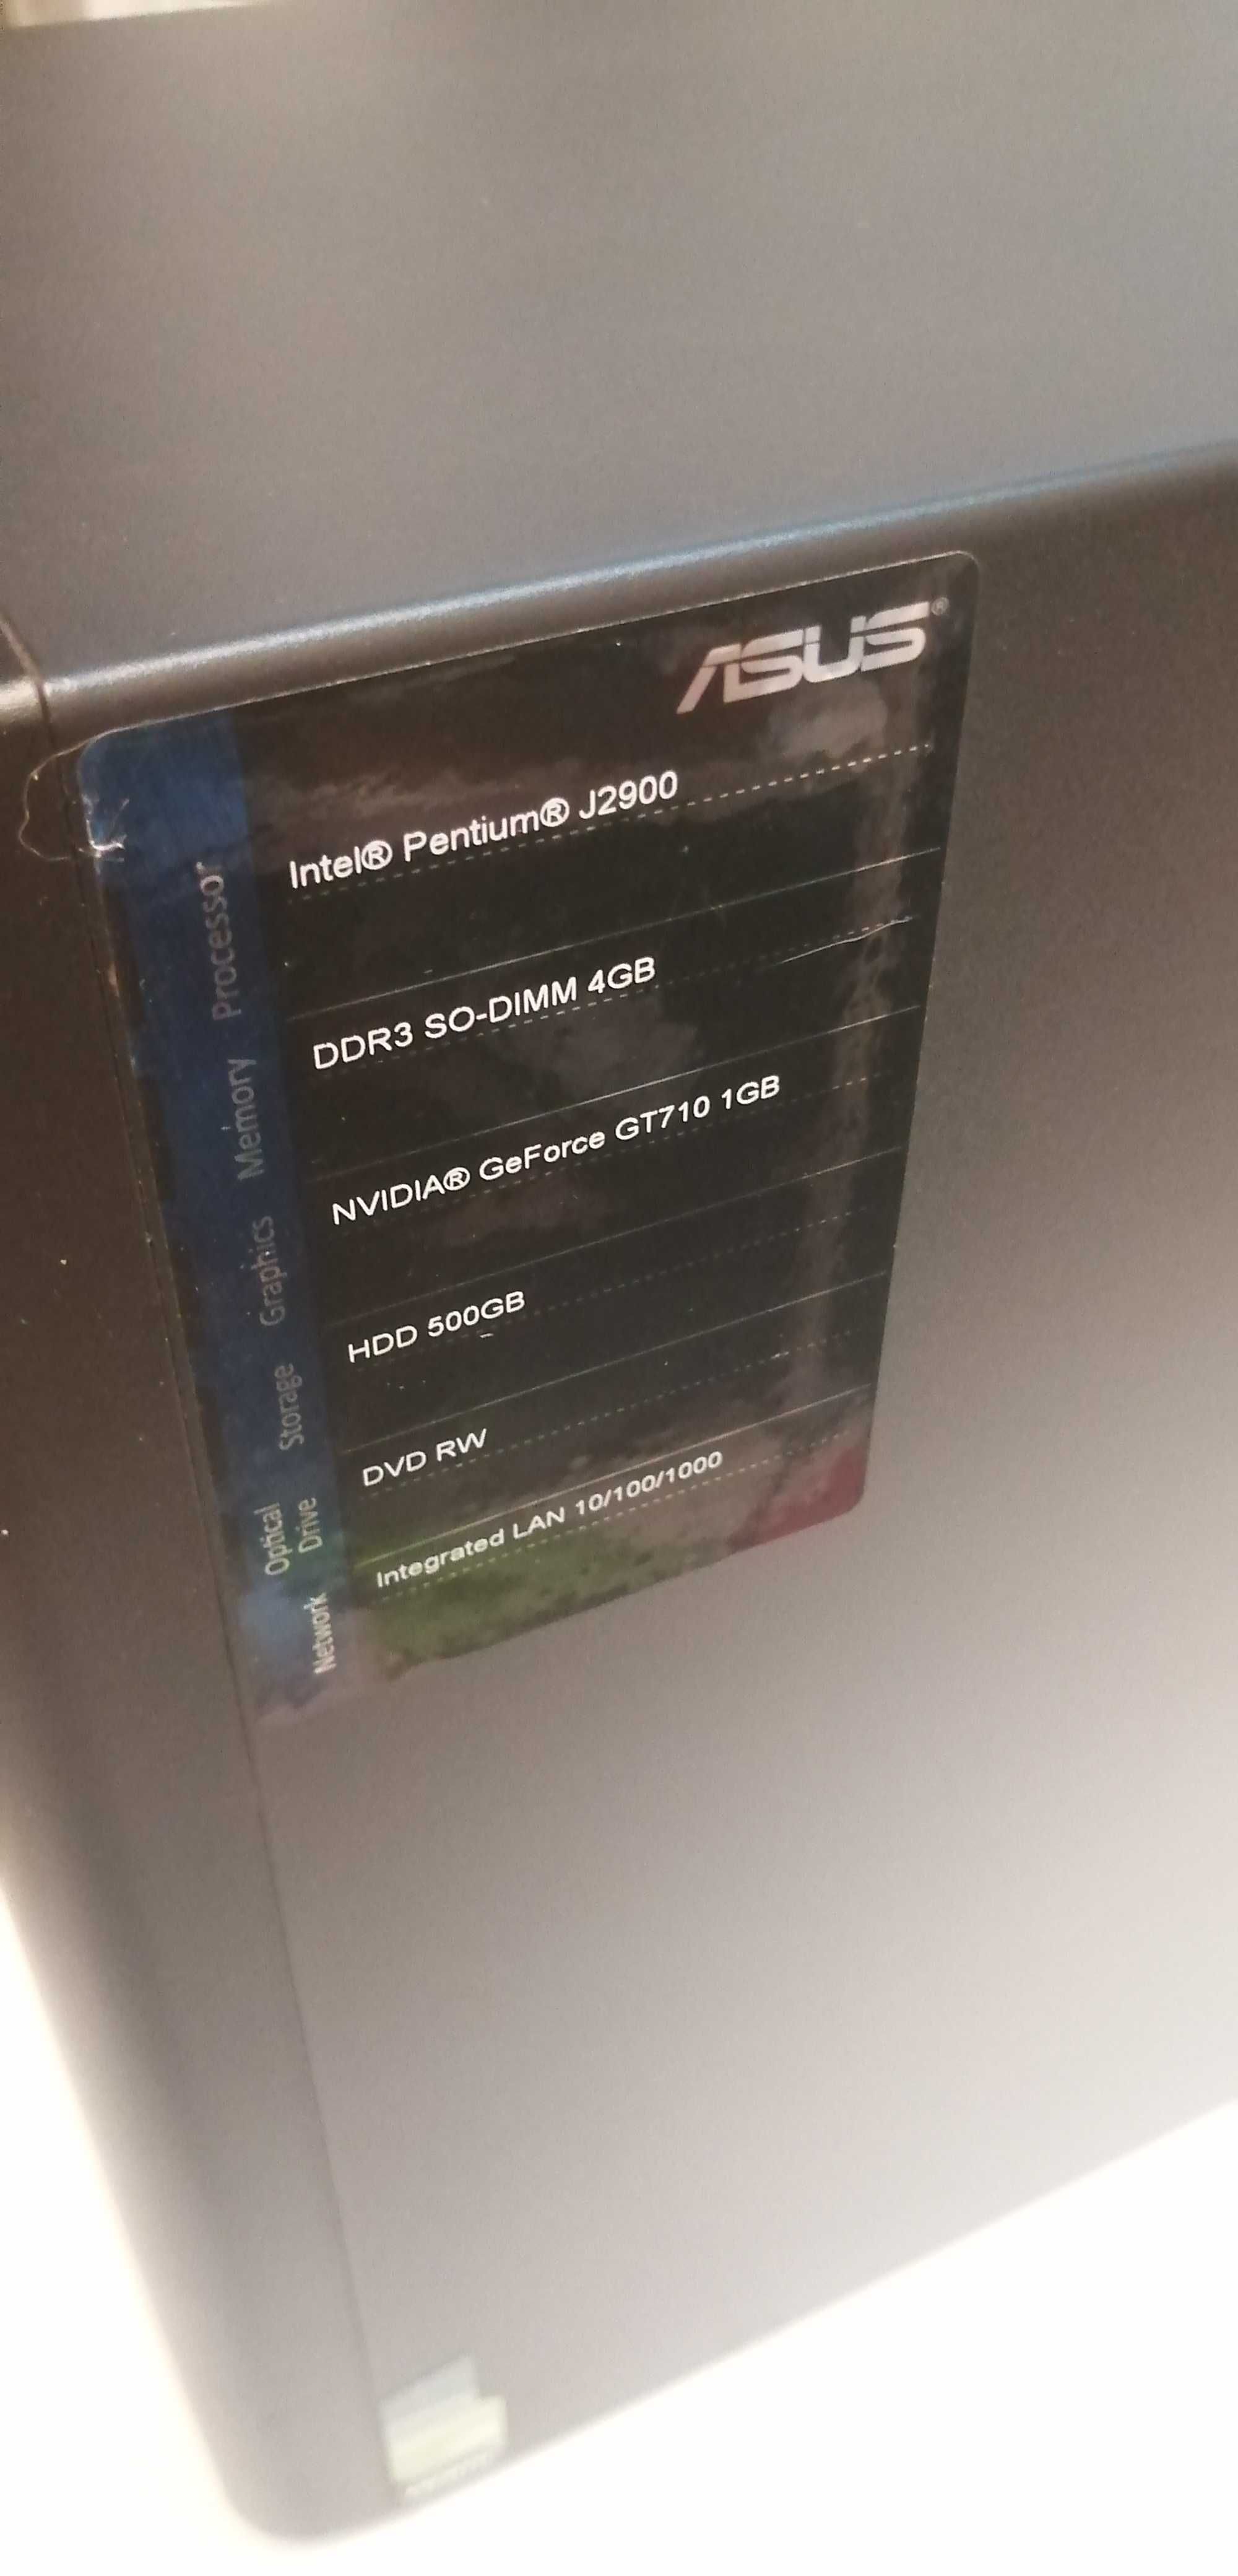 ASUS®
Processor
Intel® Pentium® J2900
Memory
DDR3 SO-DIMM 4GB
Graphics
NVIDIA® GeForce GT710 1GB
Storage
HDD 500GB
Optical
Drive
DVD RW
Network
Integrated LAN 10/100/1000